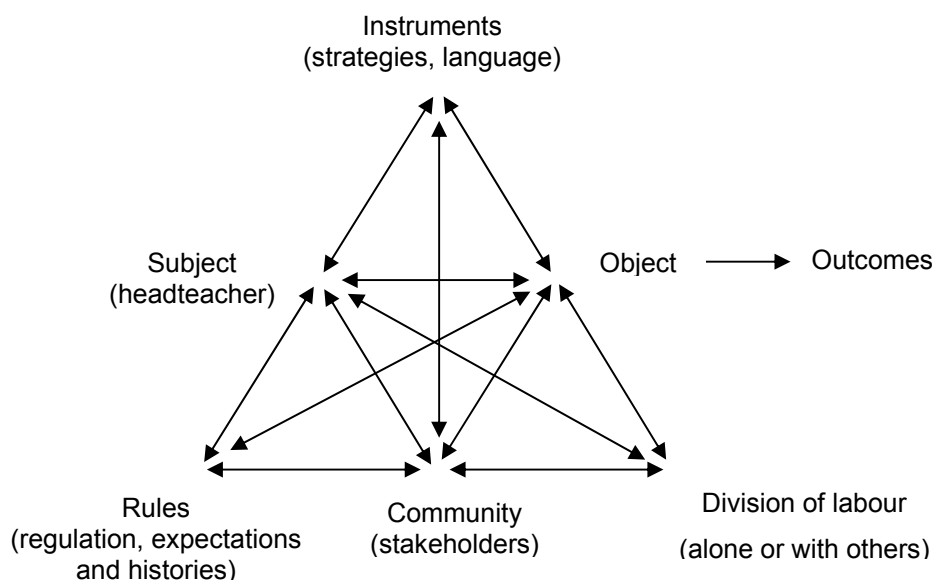 Instruments
(strategies, language)
Subject
(headteacher)
Object
Outcomes
Rules
(regulation, expectations
and histories)
Community
(stakeholders)
Division of labour
(alone or with others)